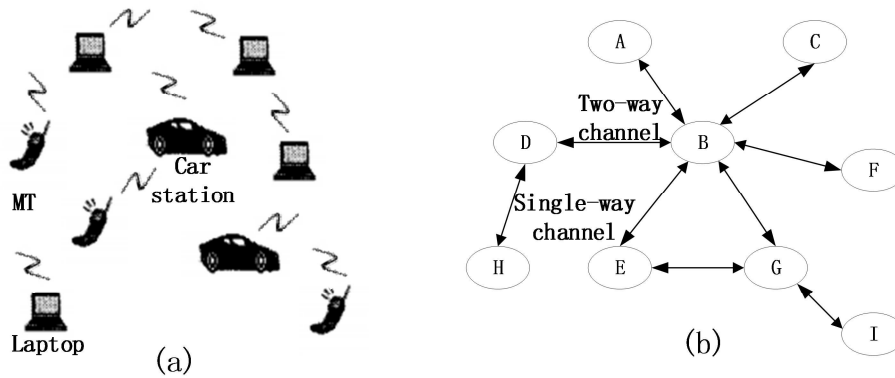 MT
Car
station
Laptop
(a)
A
C
Two-way
channel
D
B
F
Single-way
channel
H
E
G
I
(b)